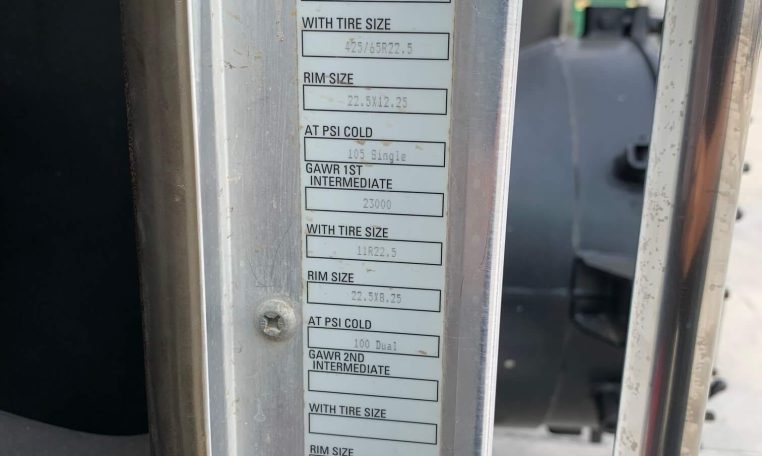 WITH TIRE SIZE
425/65R22.5
RIM SIZE
22.5X12.25
AT PSI COLD
105 Single
GAWR 1ST
INTERMEDIATE
23000
WITH TIRE SIZE
11R22.5
RIM SIZE
22.5X8.25
AT PSI COLD
100 Dual
GAWR 2ND
INTERMEDIATE
WITH TIRE SIZE
RIM SIZE